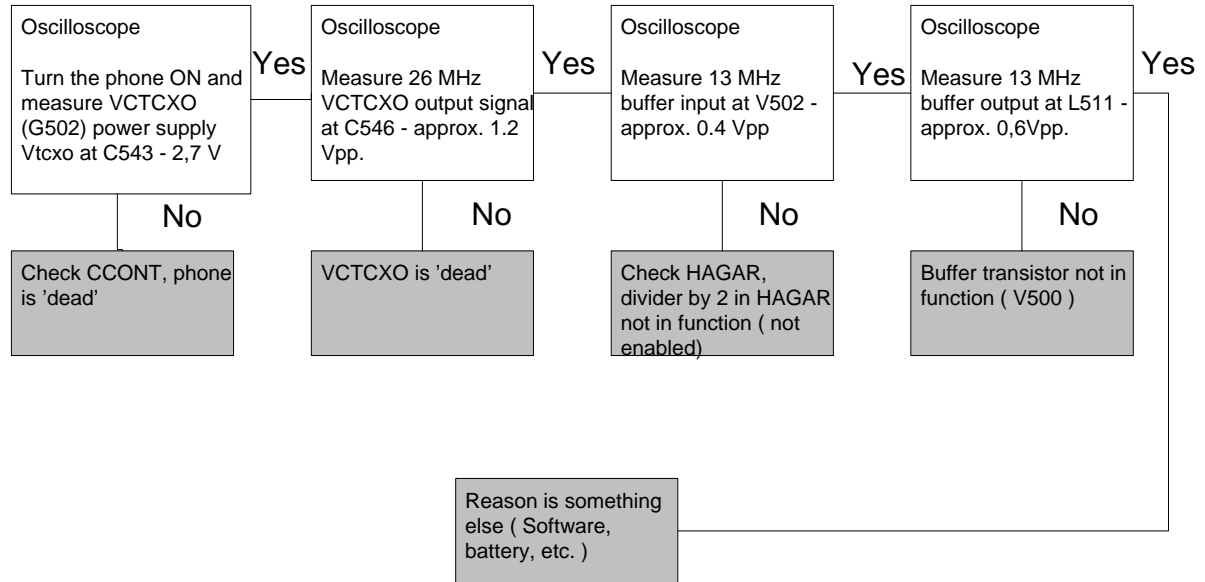 Oscilloscope
Turn the phone ON and
measure VCTCXO
(G502) power supply
Vtcxo at C543 - 2,7 V
Yes
Oscilloscope
Measure 26 MHz
VCTCXO output signal
at C546 - approx. 1.2
Vpp.
Yes
Oscilloscope
Measure 13 MHz
buffer input at V502 -
approx. 0.4 Vpp
Yes
Oscilloscope
Measure 13 MHz
buffer output at L511 -
approx. 0,6Vpp.
Yes
No
No
No
No
Check CCONT, phone
is 'dead'
VCTCXO is 'dead'
Check HAGAR,
divider by 2 in HAGAR
not in function ( not
enabled)
Buffer transistor not in
function ( V500 )
Reason is something
else ( Software,
battery, etc. )